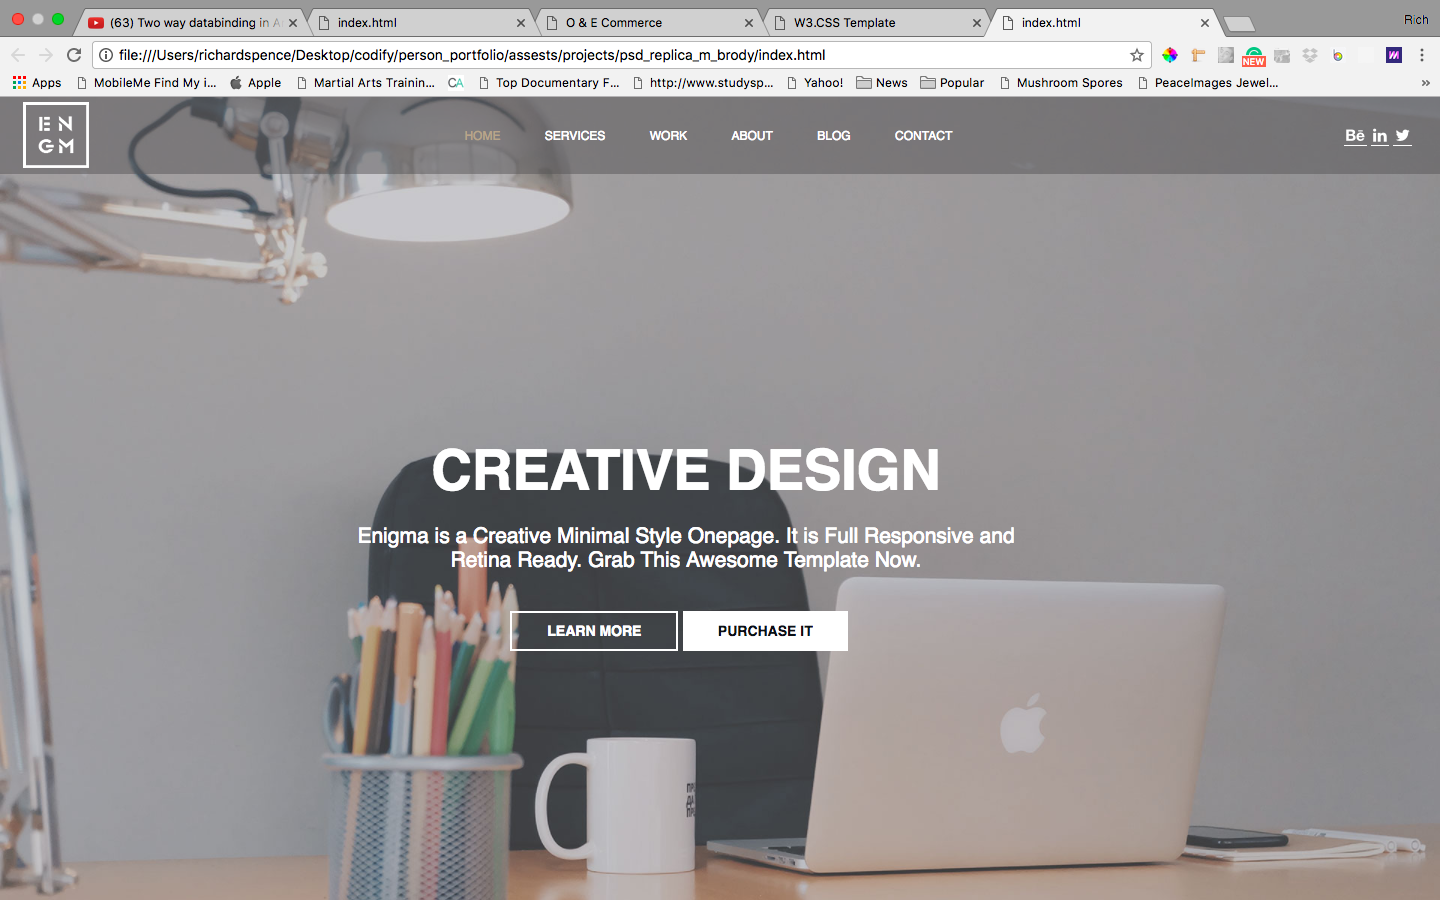 (63) Two way databinding in A
index.html
O & E Commerce
W3.CSS Template
index.html
Rich
file:///Users/richardspence/Desktop/codify/person_portfolio/assests/projects/psd_replica_m_brody/index.html
NEW
Apps
MobileMe Find My i...
Apple
Martial Arts Trainin...
CA
Top Documentary F...
http://www.studysp...
Yahoo!
News
Popular
Mushroom Spores
PeaceImages Jewel...
»
EN
GM
HOME
SERVICES
WORK
ABOUT
BLOG
CONTACT
Bē
in
CREATIVE DESIGN
Enigma is a Creative Minimal Style Onepage. It is Full Responsive and
Retina Ready. Grab This Awesome Template Now.
LEARN MORE
PURCHASE IT